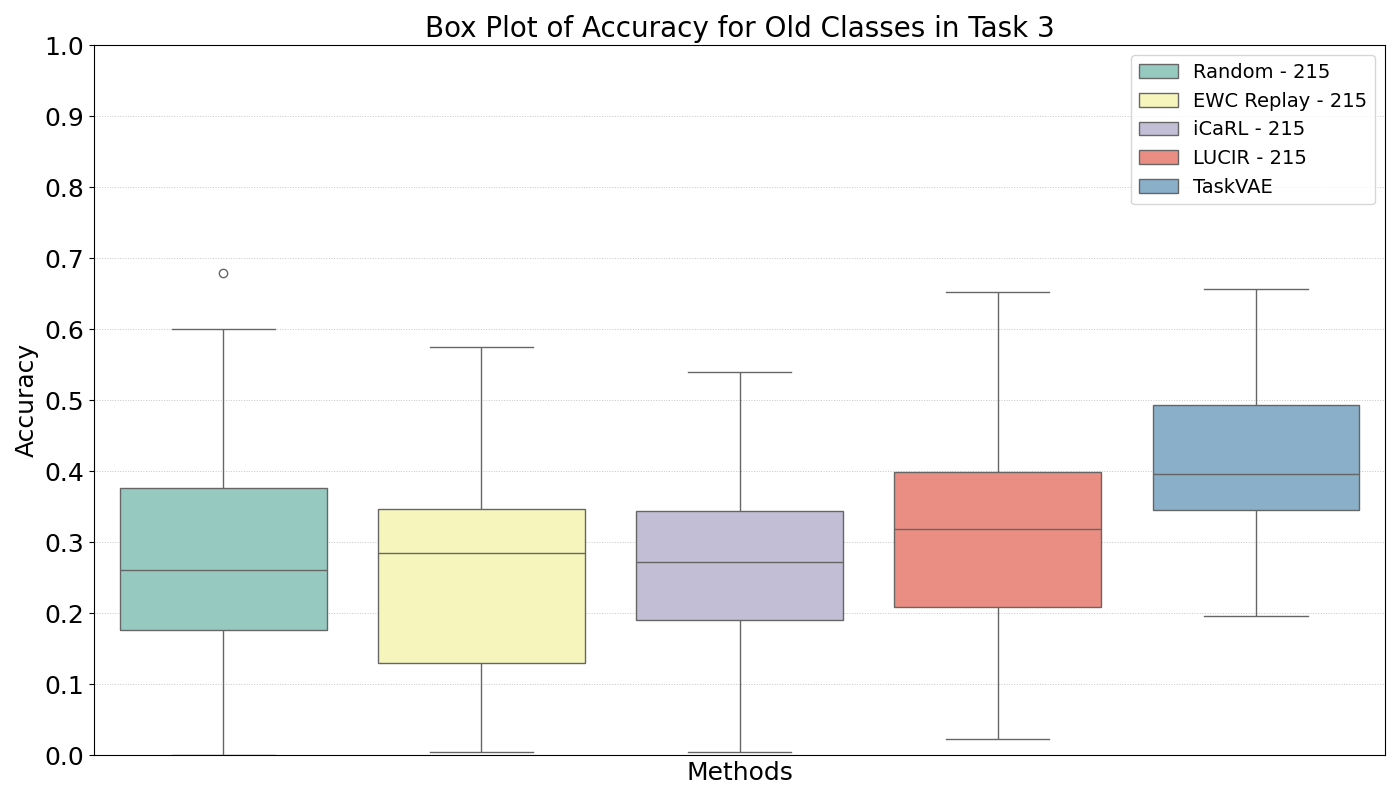 Box Plot of Accuracy for Old Classes in Task 3
1.0
0.9
0.8
0.7
0.6
0.5
0.4
0.3
0.2
0.1
0.0
Accuracy
Methods
Random - 215
EWC Replay - 215
iCaRL - 215
LUCIR - 215
TaskVAE